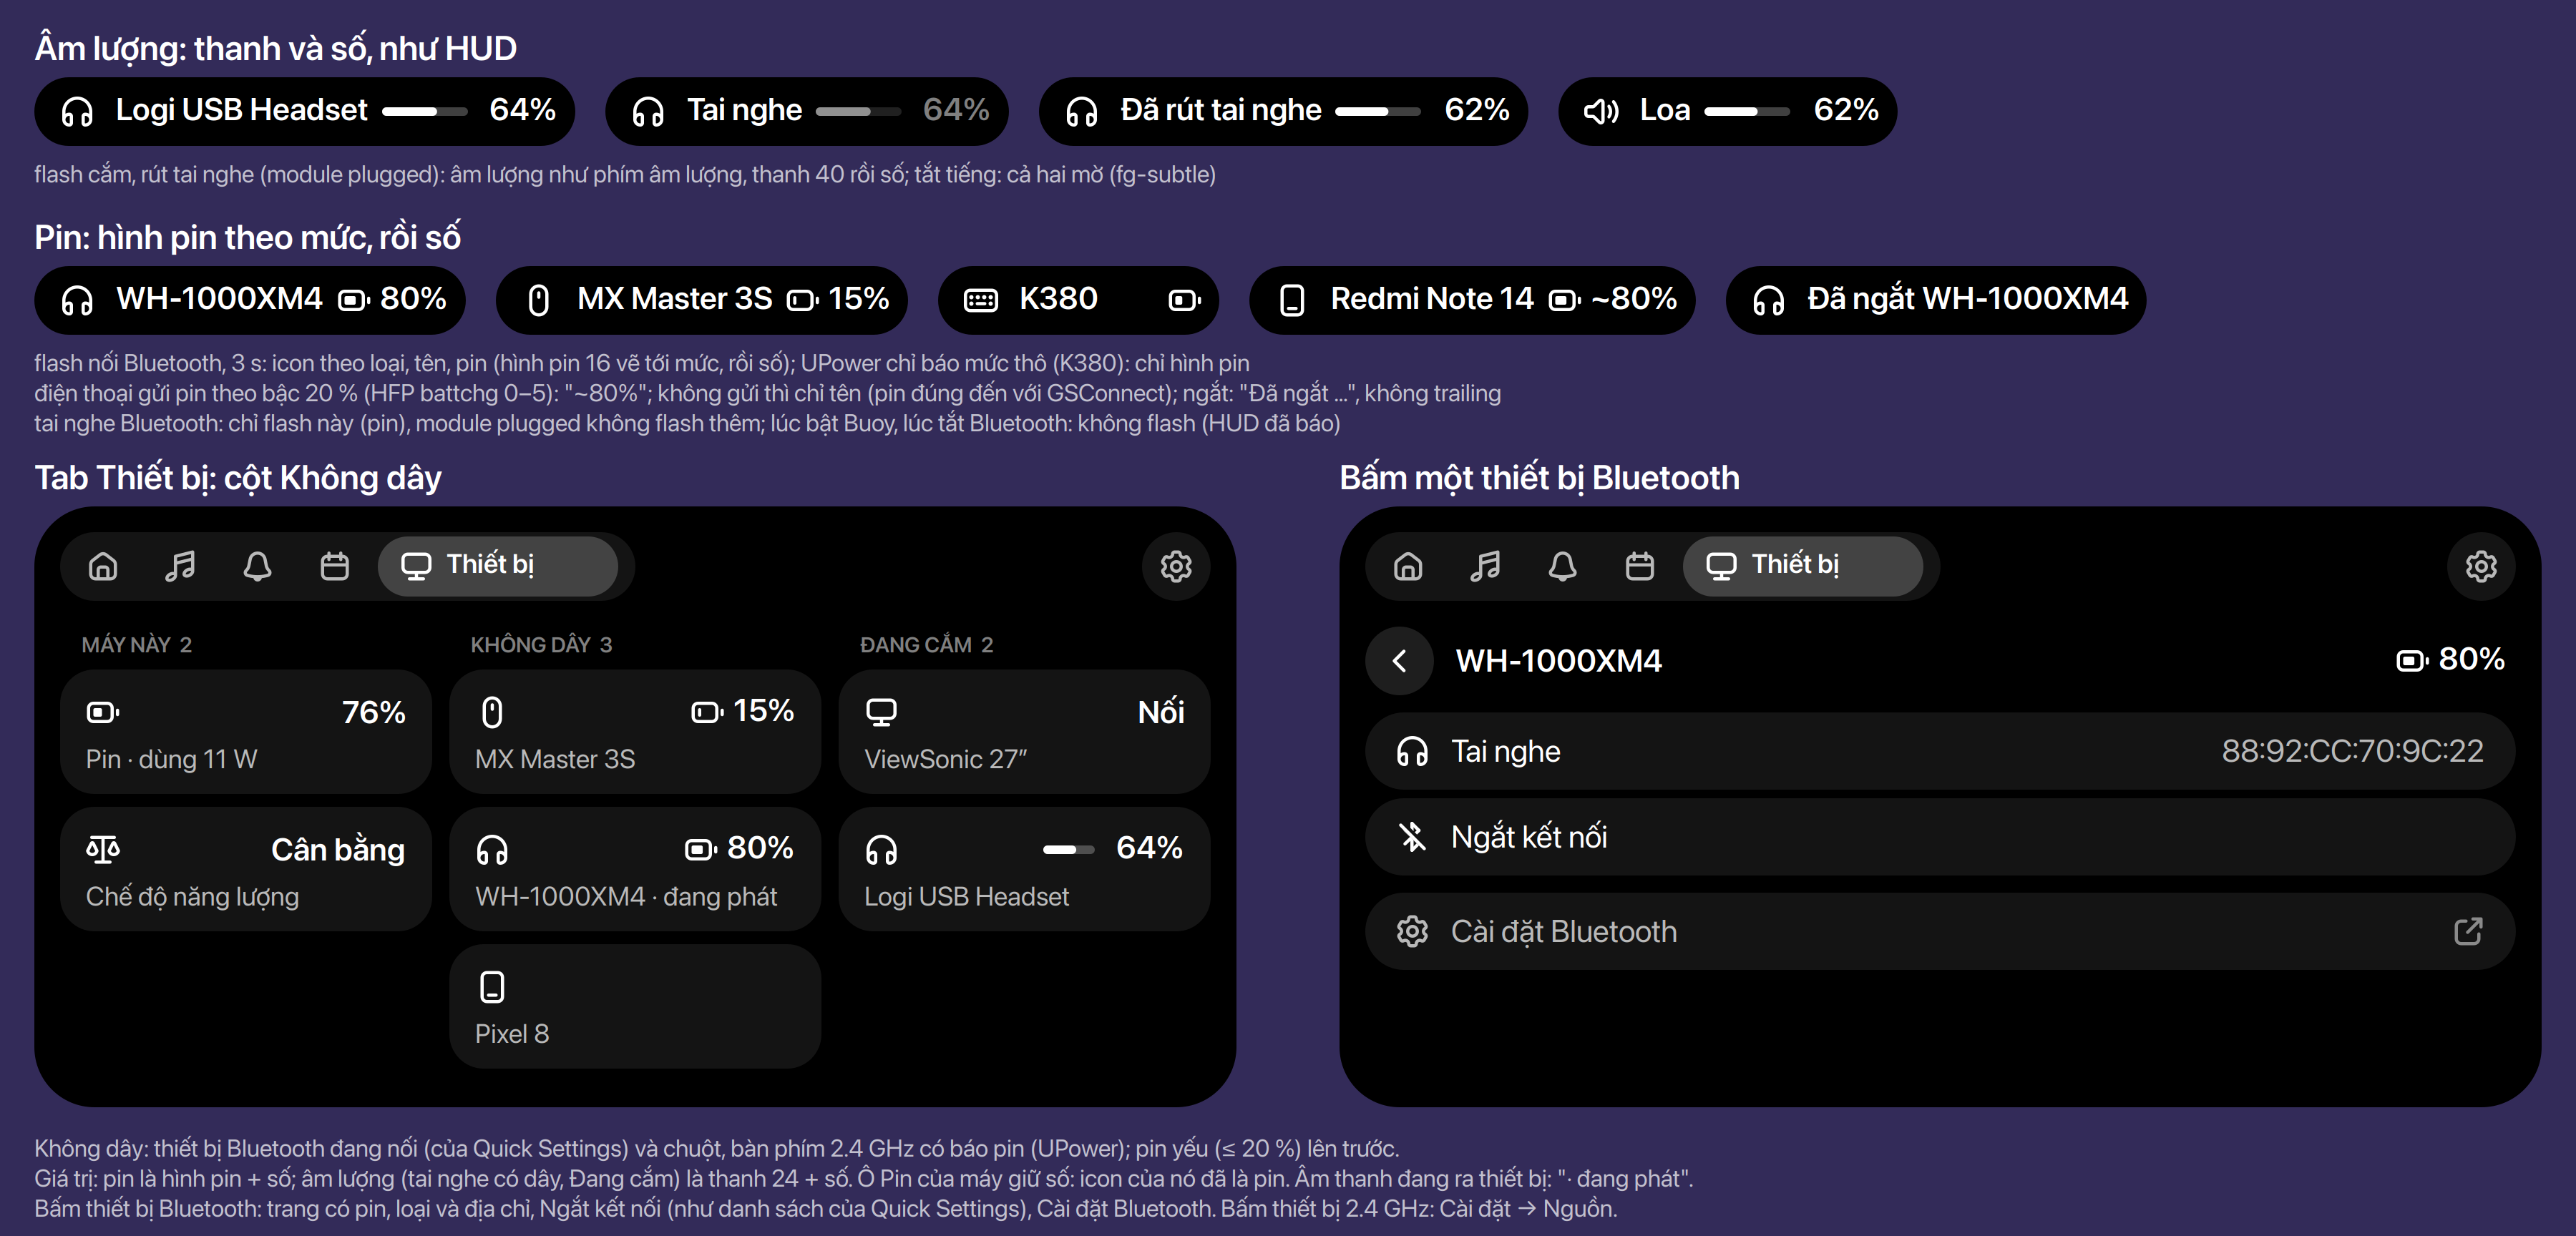 Âm lượng: thanh và số, như HUD
Logi USB Headset 64% Tai nghe 64% Đã rút tai nghe 62% Loa 62%
flash cắm, rút tai nghe (module plugged): âm lượng như phím âm lượng, thanh 40 rồi số; tắt tiếng: cả hai mờ (fg-subtle)
Pin: hình pin theo mức, rồi số
WH-1000XM4 80% MX Master 3S 15% K380 Redmi Note 14 ~80% Đã ngắt WH-1000XM4
flash nối Bluetooth, 3 s: icon theo loại, tên, pin (hình pin 16 vẽ tới mức, rồi số); UPower chỉ báo mức thô (K380): chỉ hình pin
điện thoại gửi pin theo bậc 20 % (HFP battchg 0–5): "~80%"; không gửi thì chỉ tên (pin đúng đến với GSConnect); ngắt: "Đã ngắt ...", không trailing
tai nghe Bluetooth: chỉ flash này (pin), module plugged không flash thêm; lúc bật Buoy, lúc tắt Bluetooth: không flash (HUD đã báo)
Tab Thiết bị: cột Không dây
Thiết bị
MÁY NÀY 2 KHÔNG DÂY 3 ĐANG CẮM 2
76% 15% Nối
Pin · dùng 11 W MX Master 3S ViewSonic 27″
Cân bằng 80% 64%
Chế độ năng lượng WH-1000XM4 · đang phát Logi USB Headset
Pixel 8
Bấm một thiết bị Bluetooth
Thiết bị
WH-1000XM4 80%
Tai nghe 88:92:CC:70:9C:22
Ngắt kết nối
Cài đặt Bluetooth
Không dây: thiết bị Bluetooth đang nối (của Quick Settings) và chuột, bàn phím 2.4 GHz có báo pin (UPower); pin yếu (≤ 20 %) lên trước.
Giá trị: pin là hình pin + số; âm lượng (tai nghe có dây, Đang cắm) là thanh 24 + số. Ô Pin của máy giữ số: icon của nó đã là pin. Âm thanh đang ra thiết bị: "· đang phát".
Bấm thiết bị Bluetooth: trang có pin, loại và địa chỉ, Ngắt kết nối (như danh sách của Quick Settings), Cài đặt Bluetooth. Bấm thiết bị 2.4 GHz: Cài đặt → Nguồn.